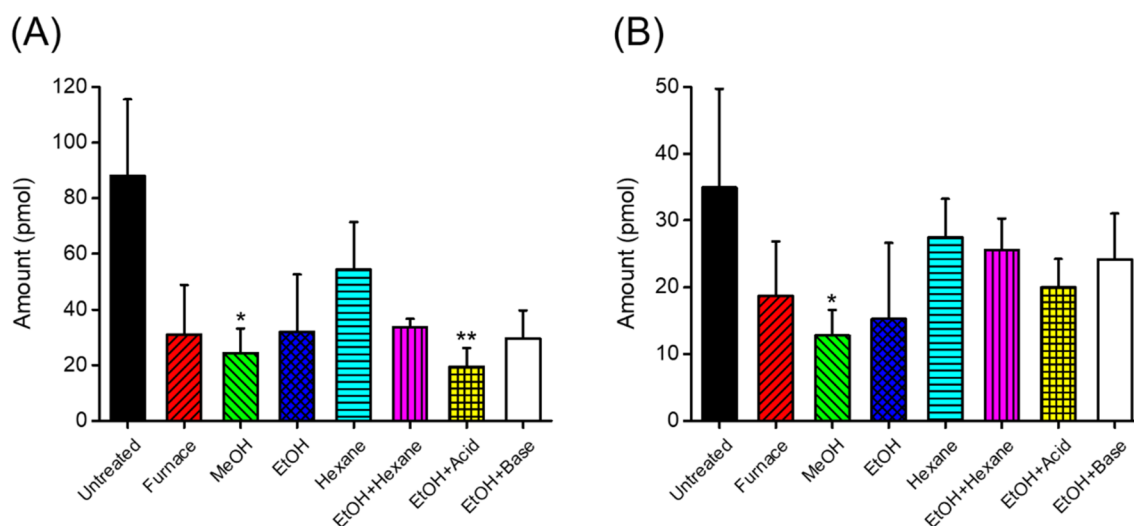 (A)
120
100
80
60
40
20
0
Amount (pmol)
*
**
Untreated
Furnace
MeOH
EtOH
Hexane
EtOH+Hexane
EtOH+Acid
EtOH+Base
(B)
50
40
30
20
10
0
Amount (pmol)
*
Untreated
Furnace
MeOH
EtOH
Hexane
EtOH+Hexane
EtOH+Acid
EtOH+Base